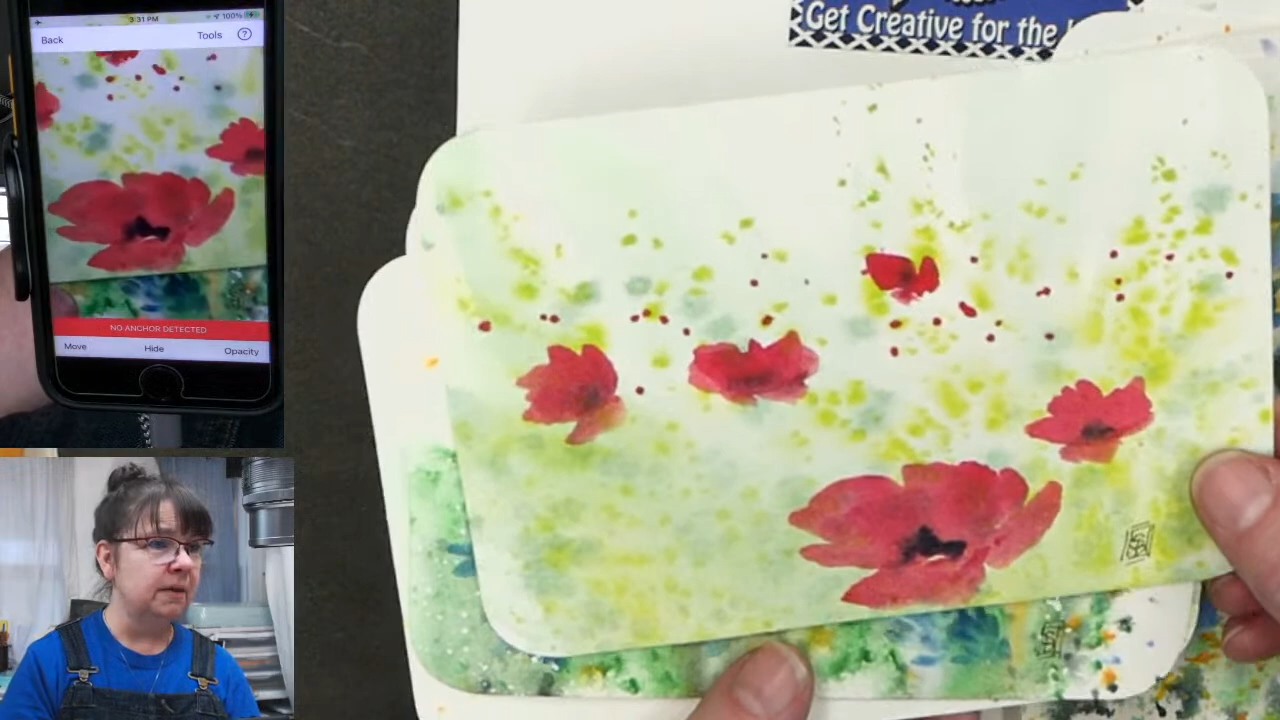 3:31 PM
100%
Back
Tools
?
NO ANCHOR DETECTED
Move
Hide
Opacity
Get Creative for the